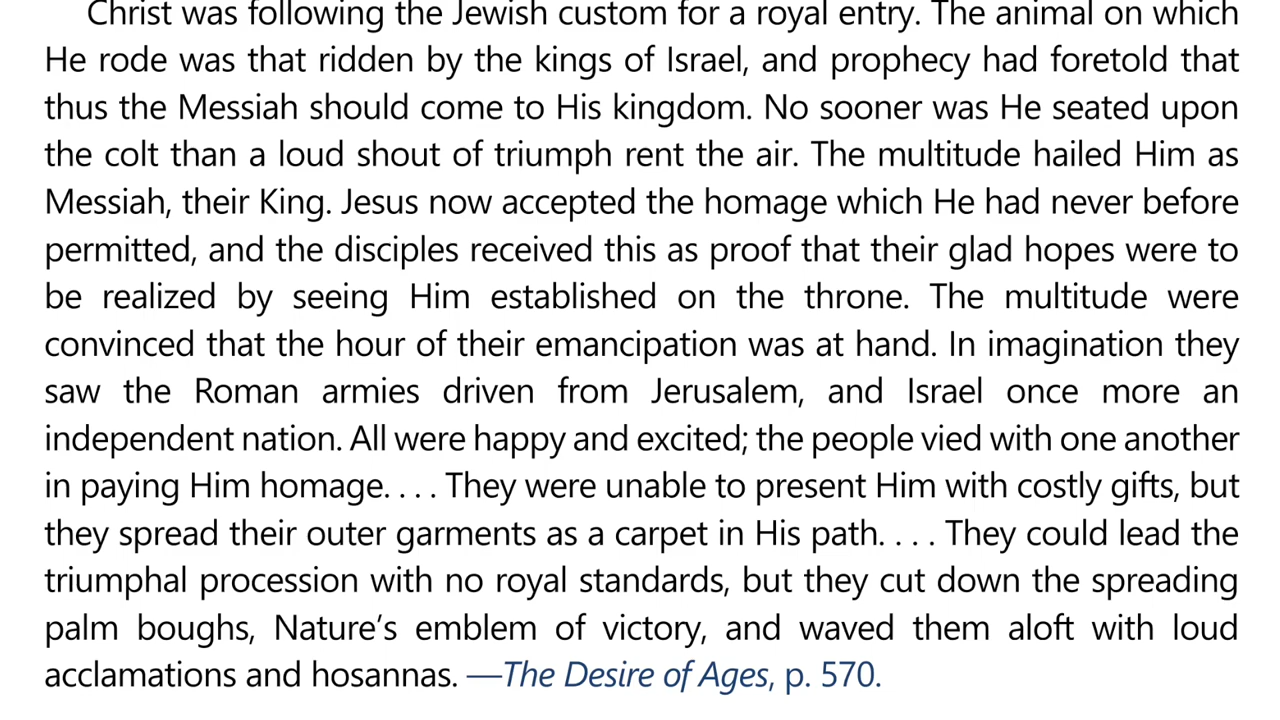 Christ was following the Jewish custom for a royal entry. The animal on which
He rode was that ridden by the kings of Israel, and prophecy had foretold that
thus the Messiah should come to His kingdom. No sooner was He seated upon
the colt than a loud shout of triumph rent the air. The multitude hailed Him as
Messiah, their King. Jesus now accepted the homage which He had never before
permitted, and the disciples received this as proof that their glad hopes were to
be realized by seeing Him established on the throne. The multitude were
convinced that the hour of their emancipation was at hand. In imagination they
saw the Roman armies driven from Jerusalem, and Israel once more an
independent nation. All were happy and excited; the people vied with one another
in paying Him homage. . . . They were unable to present Him with costly gifts, but
they spread their outer garments as a carpet in His path. . . . They could lead the
triumphal procession with no royal standards, but they cut down the spreading
palm boughs, Nature’s emblem of victory, and waved them aloft with loud
acclamations and hosannas. —The Desire of Ages, p. 570.